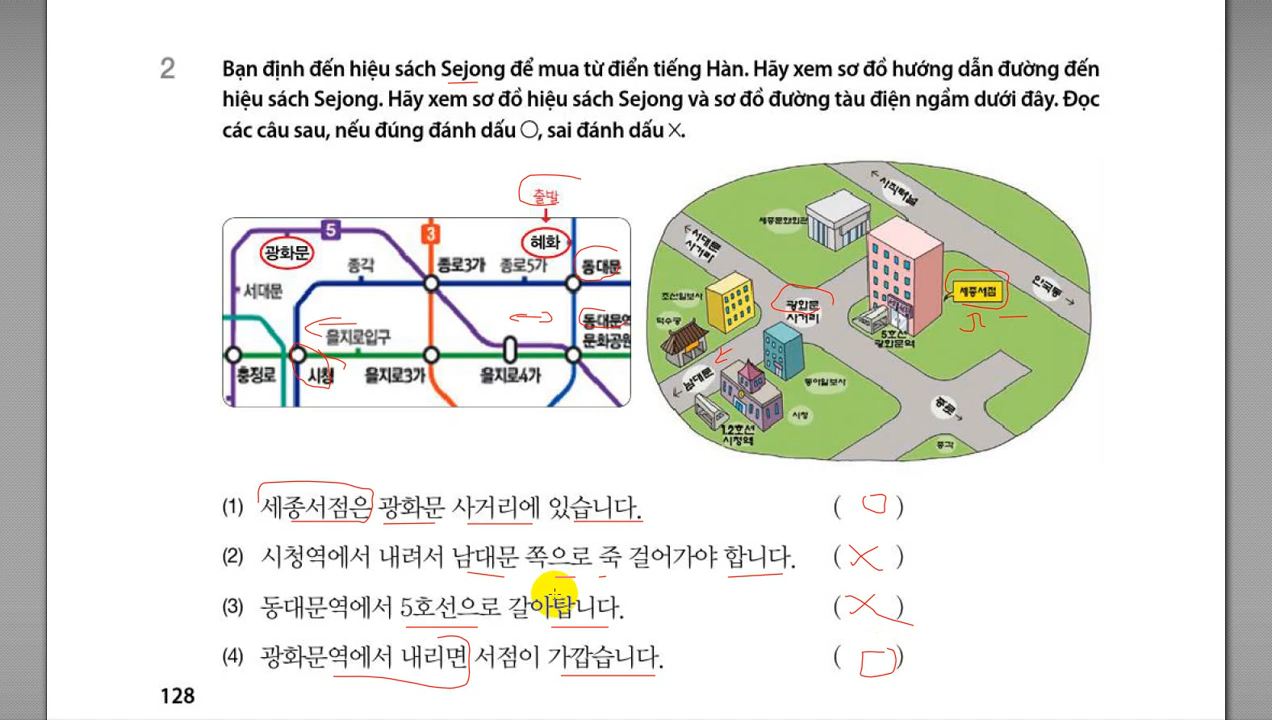 2
Bạn định đến hiệu sách Sejong để mua từ điển tiếng Hàn. Hãy xem sơ đồ hướng dẫn đường đến
hiệu sách Sejong. Hãy xem sơ đồ hiệu sách Sejong và sơ đồ đường tàu điện ngầm dưới đây. Đọc
các câu sau, nếu đúng đánh dấu ○, sai đánh dấu ×.
출발
5
3
혜화
광화문
종각
종로3가
종로5가
동대문
서대문
을지로입구
동대문역
문화공원
충정로
시청
을지로3가
을지로4가
←사직터널
세종문화회관
←서대문
사거리
안국동→
세종서점
조선일보사
광화문
사거리
덕수궁
5호선
광화문역
←남대문
동아일보사
종로→
시청
1.2호선
시청역
종각
(1) 세종서점은 광화문 사거리에 있습니다. ( ○ )
(2) 시청역에서 내려서 남대문 쪽으로 죽 걸어가야 합니다. ( × )
(3) 동대문역에서 5호선으로 갈아탑니다. ( × )
(4) 광화문역에서 내리면 서점이 가깝습니다. ( ○ )
128